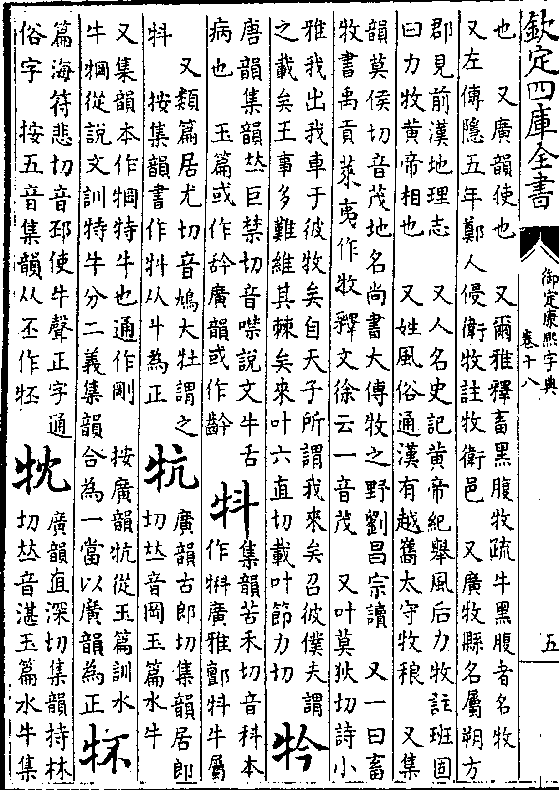 欽定四庫全書
御定康熙字典
卷十八
五
也　又廣韻使也　又爾雅釋畜黑腹牧疏牛黑腹者名牧
又左傳隱五年鄭人侵衛牧註牧衛邑　又廣牧縣名屬朔方
郡見前漢地理志　又人名史記黃帝紀舉風后力牧註班固
曰力牧黃帝相也　又姓風俗通漢有越嶲太守牧稂　又集
韻莫侯切音茂地名尚書大傳牧之野劉昌宗讀　又一曰畜
牧書禹貢萊夷作牧釋文徐云一音茂　又叶莫狄切詩小
雅我出我車于彼牧矣自天子所謂我來矣召彼僕夫謂
之載矣王事多難維其棘矣來叶六直切載叶節力切
㸧
唐韻集韻𠀤巨禁切音噤說文牛舌
病也　玉篇或作　廣韻或作齡
集韻苦禾切音科本
作犐廣雅　牛屬
又類篇居尤切音鳩大牡謂之
按集韻書作　从斗為正
牨
廣韻古郎切集韻居郎
切𠀤音岡玉篇水牛
又集韻本作犅特牛也通作剛　按廣韻牨從玉篇訓水
牛犅從說文訓特牛分二義集韻合為一當以廣韻為正
篇海符悲切音邳使牛聲正字通
俗字　按五音集韻从丕作
廣韻直深切集韻持林
切𠀤音湛玉篇水牛集